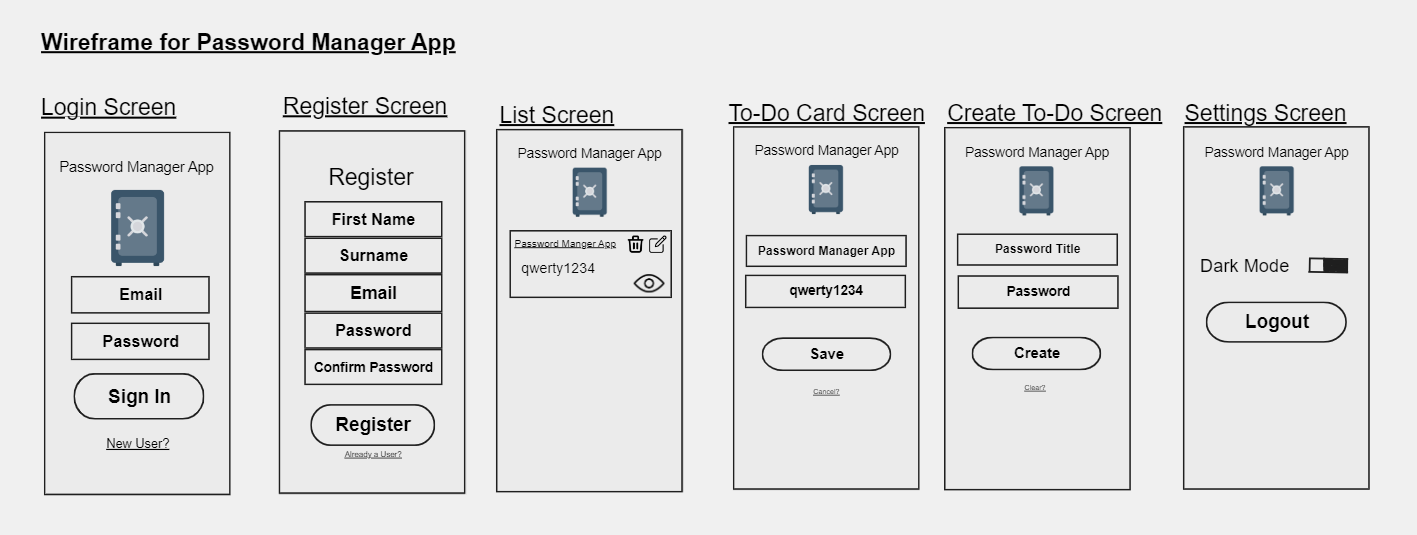 Wireframe for Password Manager App
Login Screen
Password Manager App
Email
Password
Sign In
New User?
Register Screen
Register
First Name
Surname
Email
Password
Confirm Password
Register
Already a User?
List Screen
Password Manager App
Password Manger App
qwerty1234
To-Do Card Screen
Password Manager App
Password Manager App
qwerty1234
Save
Cancel?
Create To-Do Screen
Password Manager App
Password Title
Password
Create
Clear?
Settings Screen
Password Manager App
Dark Mode
Logout